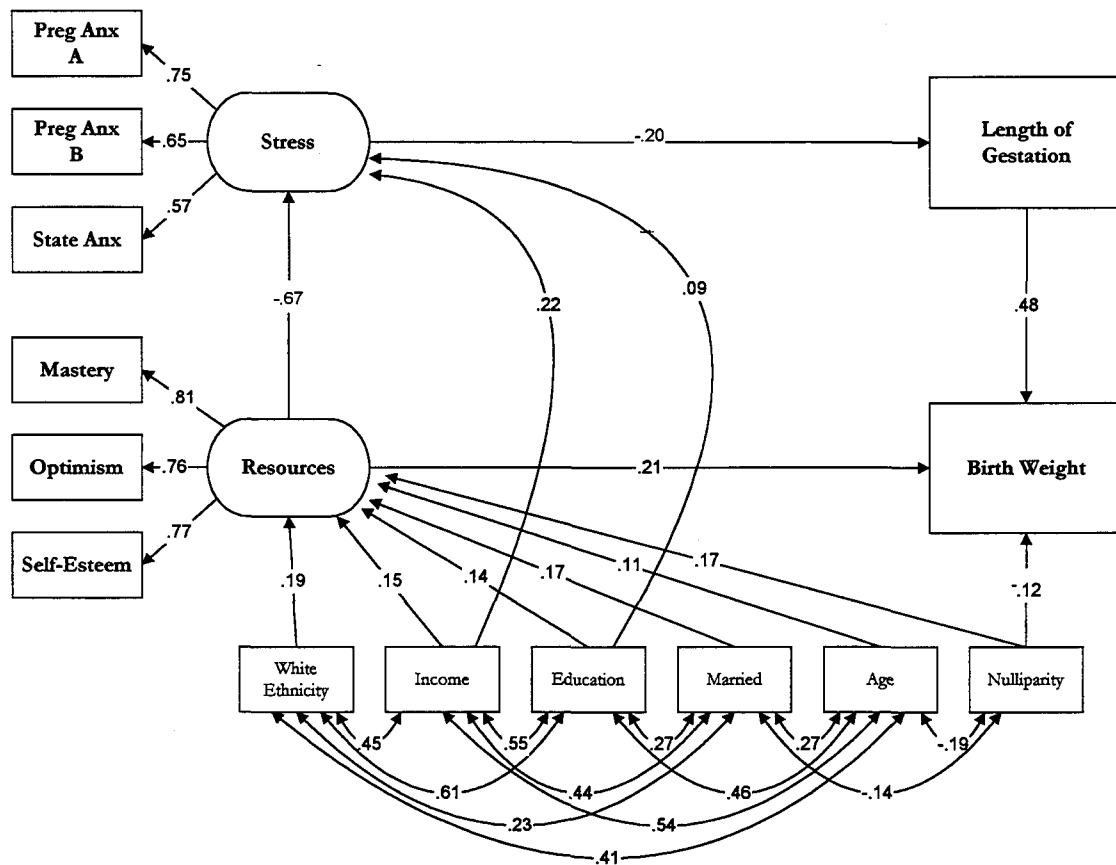 Preg Anx
A
.75
Preg Anx
B
.65
Stress
-.20
Length of
Gestation
.57
State Anx
-.67
.22
.09
.48
Mastery
.81
Optimism
.76
Resources
.21
Birth Weight
.77
Self-Esteem
.19
.15
.14
.17
.11
.17
-.12
White
Ethnicity
Income
Education
Married
Age
Nulliparity
.45
.55
.27
.27
-.19
.61
.44
.46
-.14
.23
.54
.41